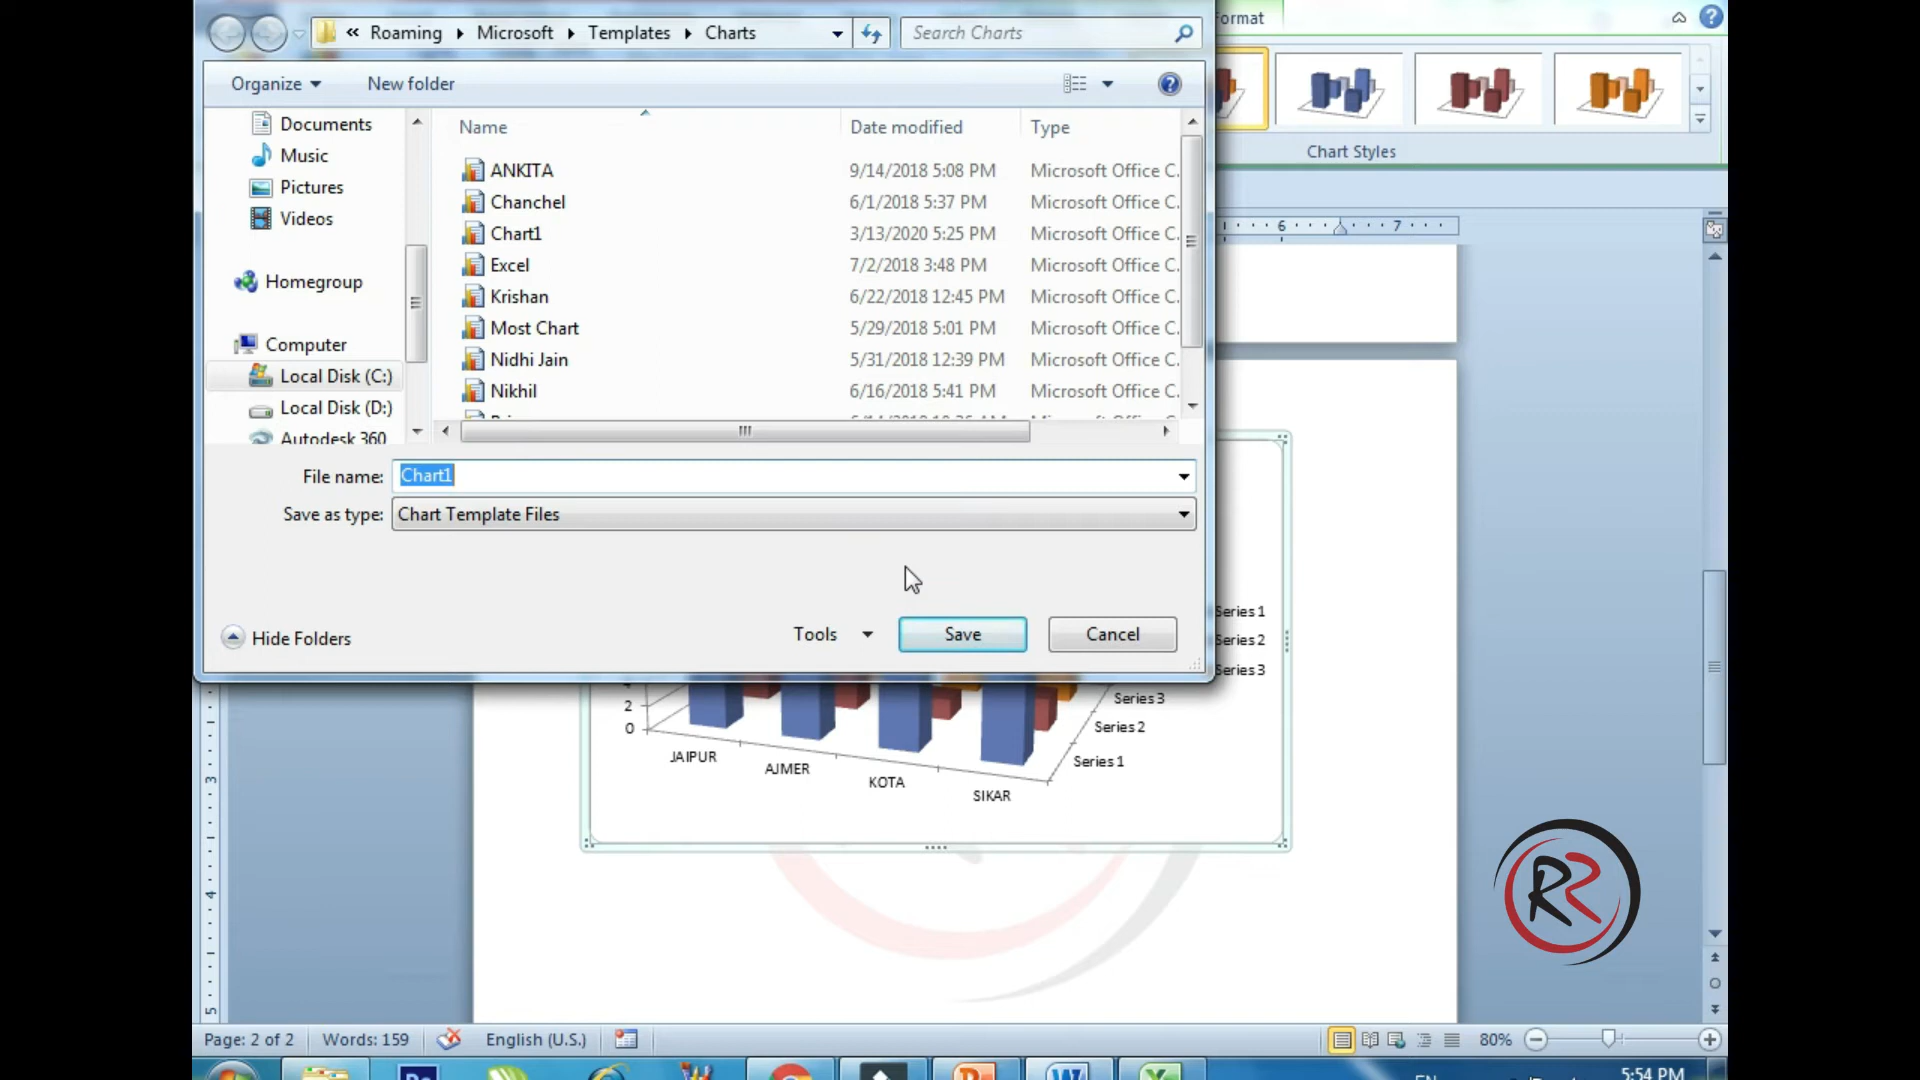 Roaming Microsoft Templates Charts Search Charts
ormat
Organize New folder
Chart Styles
Documents
Music
Pictures
Videos
Homegroup
Computer
Local Disk (C:)
Local Disk (D:)
Autodesk 360
Name Date modified Type
ANKITA 9/14/2018 5:08 PM Microsoft Office C.
Chanchel 6/1/2018 5:37 PM Microsoft Office C.
Chart1 3/13/2020 5:25 PM Microsoft Office C.
Excel 7/2/2018 3:48 PM Microsoft Office C.
Krishan 6/22/2018 12:45 PM Microsoft Office C.
Most Chart 5/29/2018 5:01 PM Microsoft Office C.
Nidhi Jain 5/31/2018 12:39 PM Microsoft Office C.
Nikhil 6/16/2018 5:41 PM Microsoft Office C.
6 7
File name: Chart1
Save as type: Chart Template Files
Hide Folders Tools Save Cancel
Series 1
Series 2
Series 3
2
0
JAIPUR
AJMER
KOTA
SIKAR
Series 3
Series 2
Series 1
3
4
5
RR
Page: 2 of 2 Words: 159 English (U.S.) 80%
5:54 PM